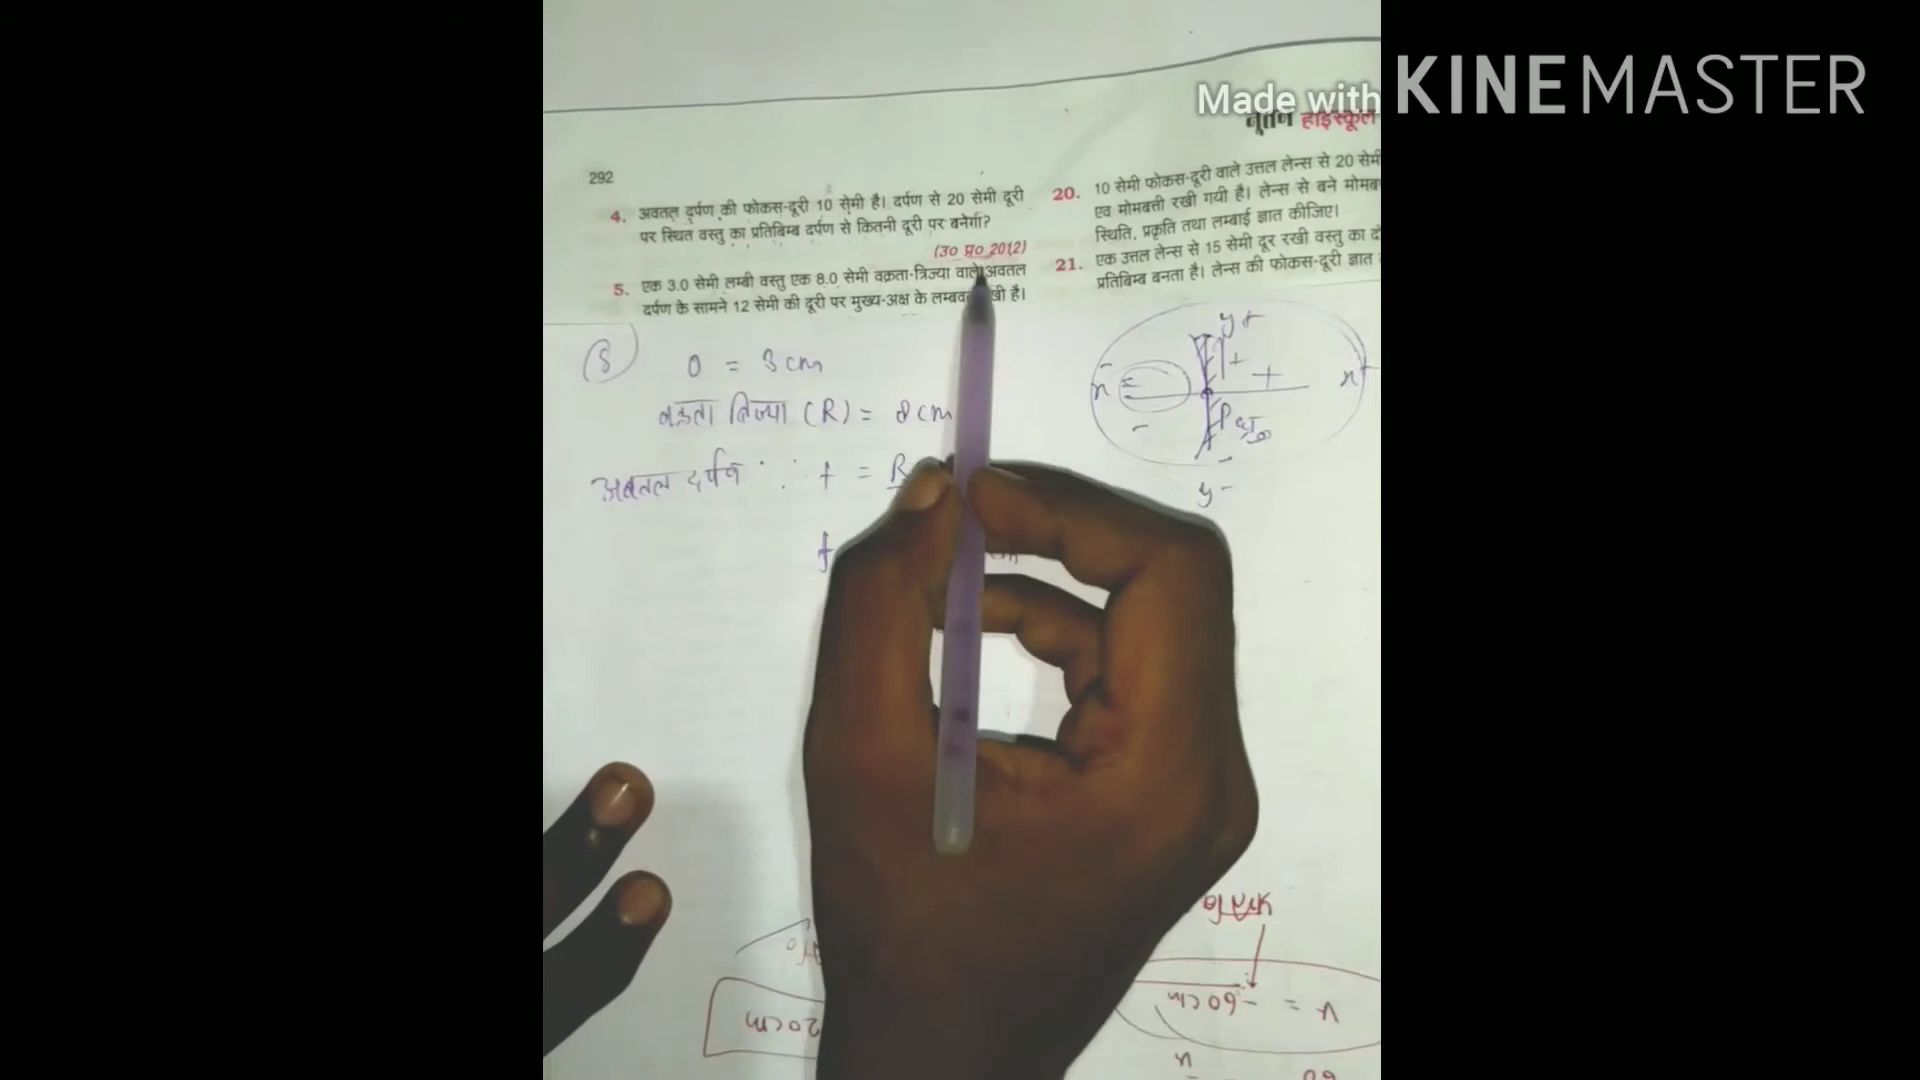 Made with KINEMASTER
नूतन हाईस्कूल
292
4. अवतल दर्पण की फोकस-दूरी 10 सेमी है। दर्पण से 20 सेमी दूरी
पर स्थित वस्तु का प्रतिबिम्ब दर्पण से कितनी दूरी पर बनेगा?
(उ० प्र० 2012)
5. एक 3.0 सेमी लम्बी वस्तु एक 8.0 सेमी वक्रता-त्रिज्या वाले अवतल
दर्पण के सामने 12 सेमी की दूरी पर मुख्य-अक्ष के लम्बवत् है।
20. 10 सेमी फोकस-दूरी वाले उत्तल लेन्स से 20 सेमी
एव मोमबत्ती रखी गयी है। लेन्स से बने
स्थिति, प्रकृति तथा लम्बाई ज्ञात कीजिए।
21. एक उत्तल लेन्स से 15 सेमी दूर रखी वस्तु का
प्रतिबिम्ब बनता है। लेन्स की फोकस-दूरी ज्ञात
O = 3 cm
वक्रता त्रिज्या (R) = 8 cm
अवतल दर्पण ∵ f = R
f
y+
+ +
x+
P
y-
20cm
u = -60cm
u